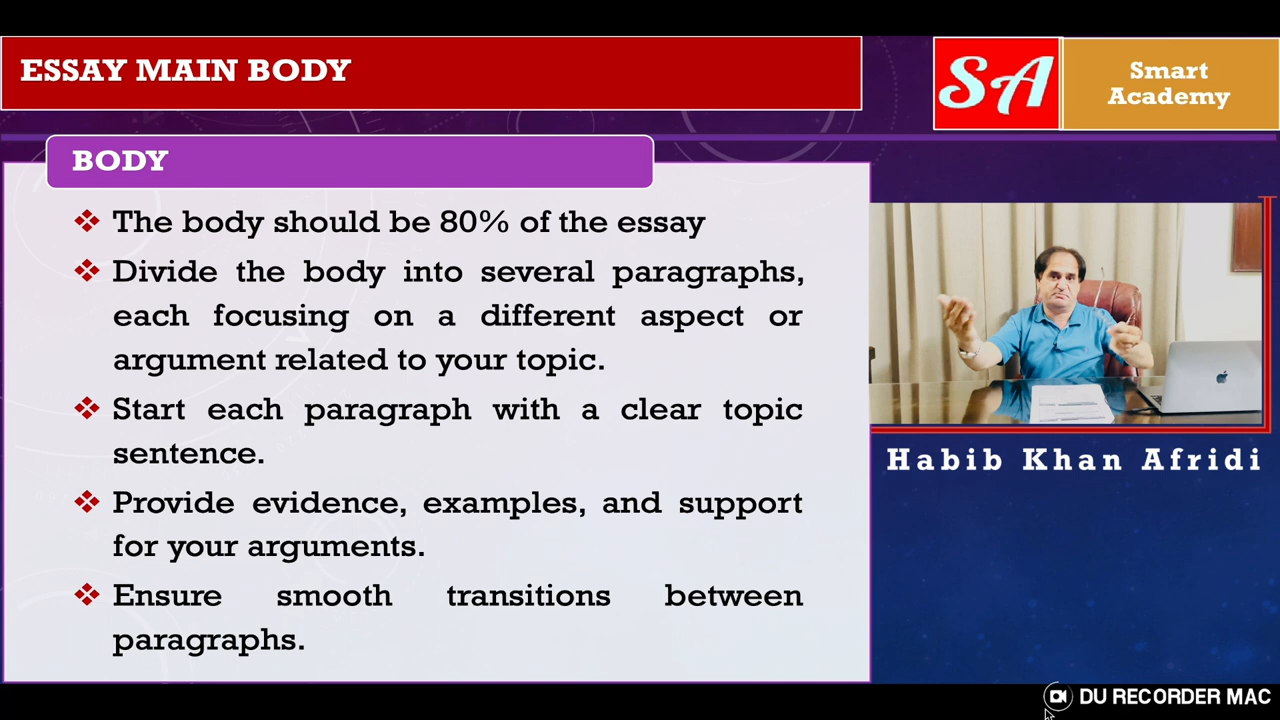 ESSAY MAIN BODY
SA
Smart
Academy
BODY
❖ The body should be 80% of the essay
❖ Divide the body into several paragraphs,
each focusing on a different aspect or
argument related to your topic.
❖ Start each paragraph with a clear topic
sentence.
❖ Provide evidence, examples, and support
for your arguments.
❖ Ensure smooth transitions between
paragraphs.
Habib Khan Afridi
DU RECORDER MAC